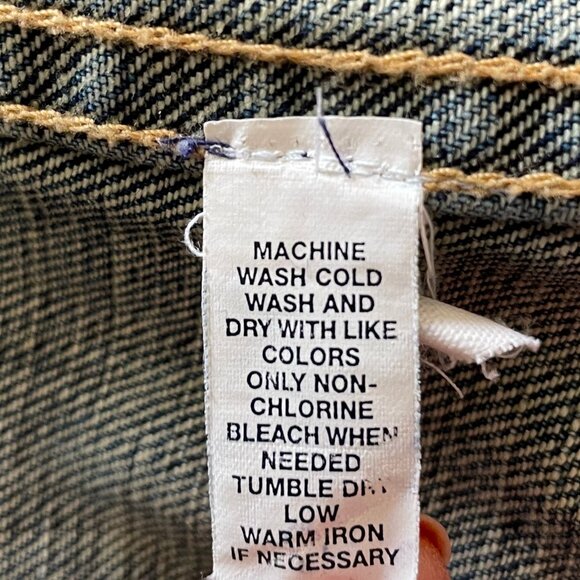 MACHINE
WASH COLD
WASH AND
DRY WITH LIKE
COLORS
ONLY NON-
CHLORINE
BLEACH WHEN
NEEDED
TUMBLE DRY
LOW
WARM IRON
IF NECESSARY